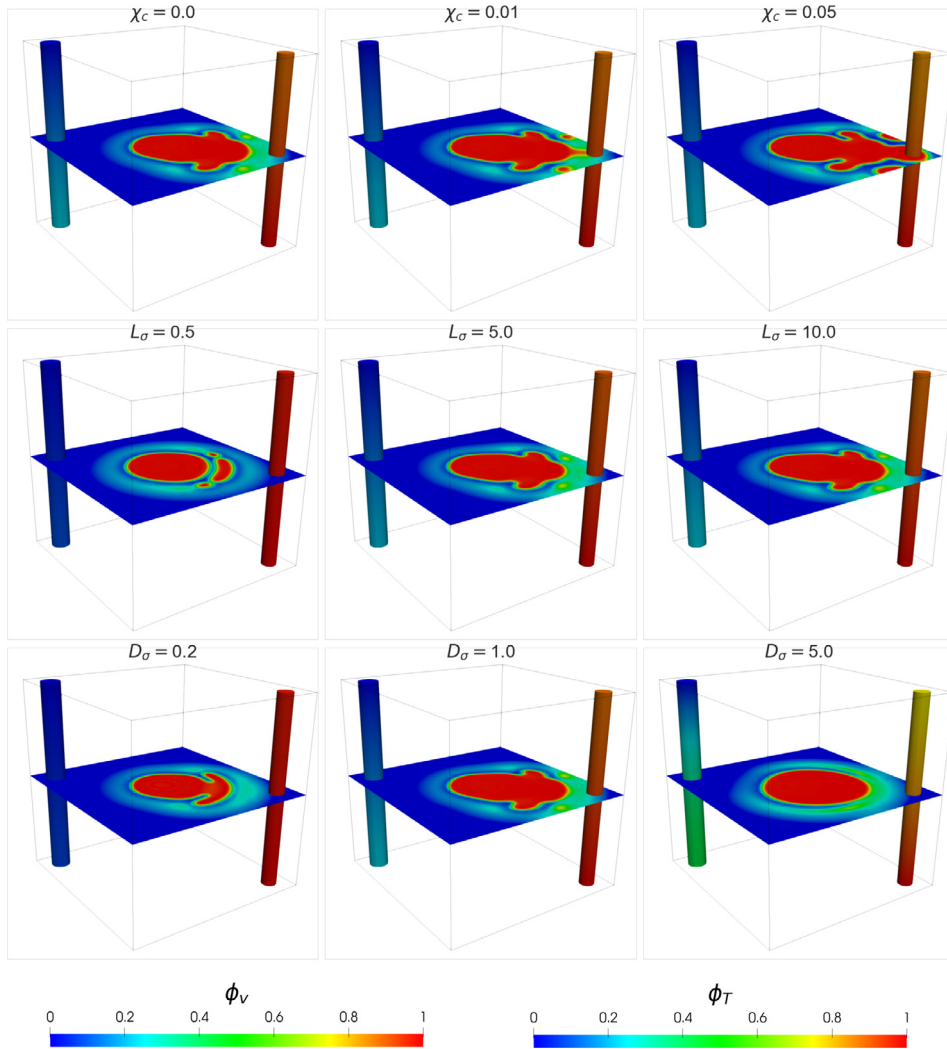 χ_c = 0.0 χ_c = 0.01 χ_c = 0.05
L_σ = 0.5 L_σ = 5.0 L_σ = 10.0
D_σ = 0.2 D_σ = 1.0 D_σ = 5.0
ϕ_v ϕ_T
0 0.2 0.4 0.6 0.8 1 0 0.2 0.4 0.6 0.8 1